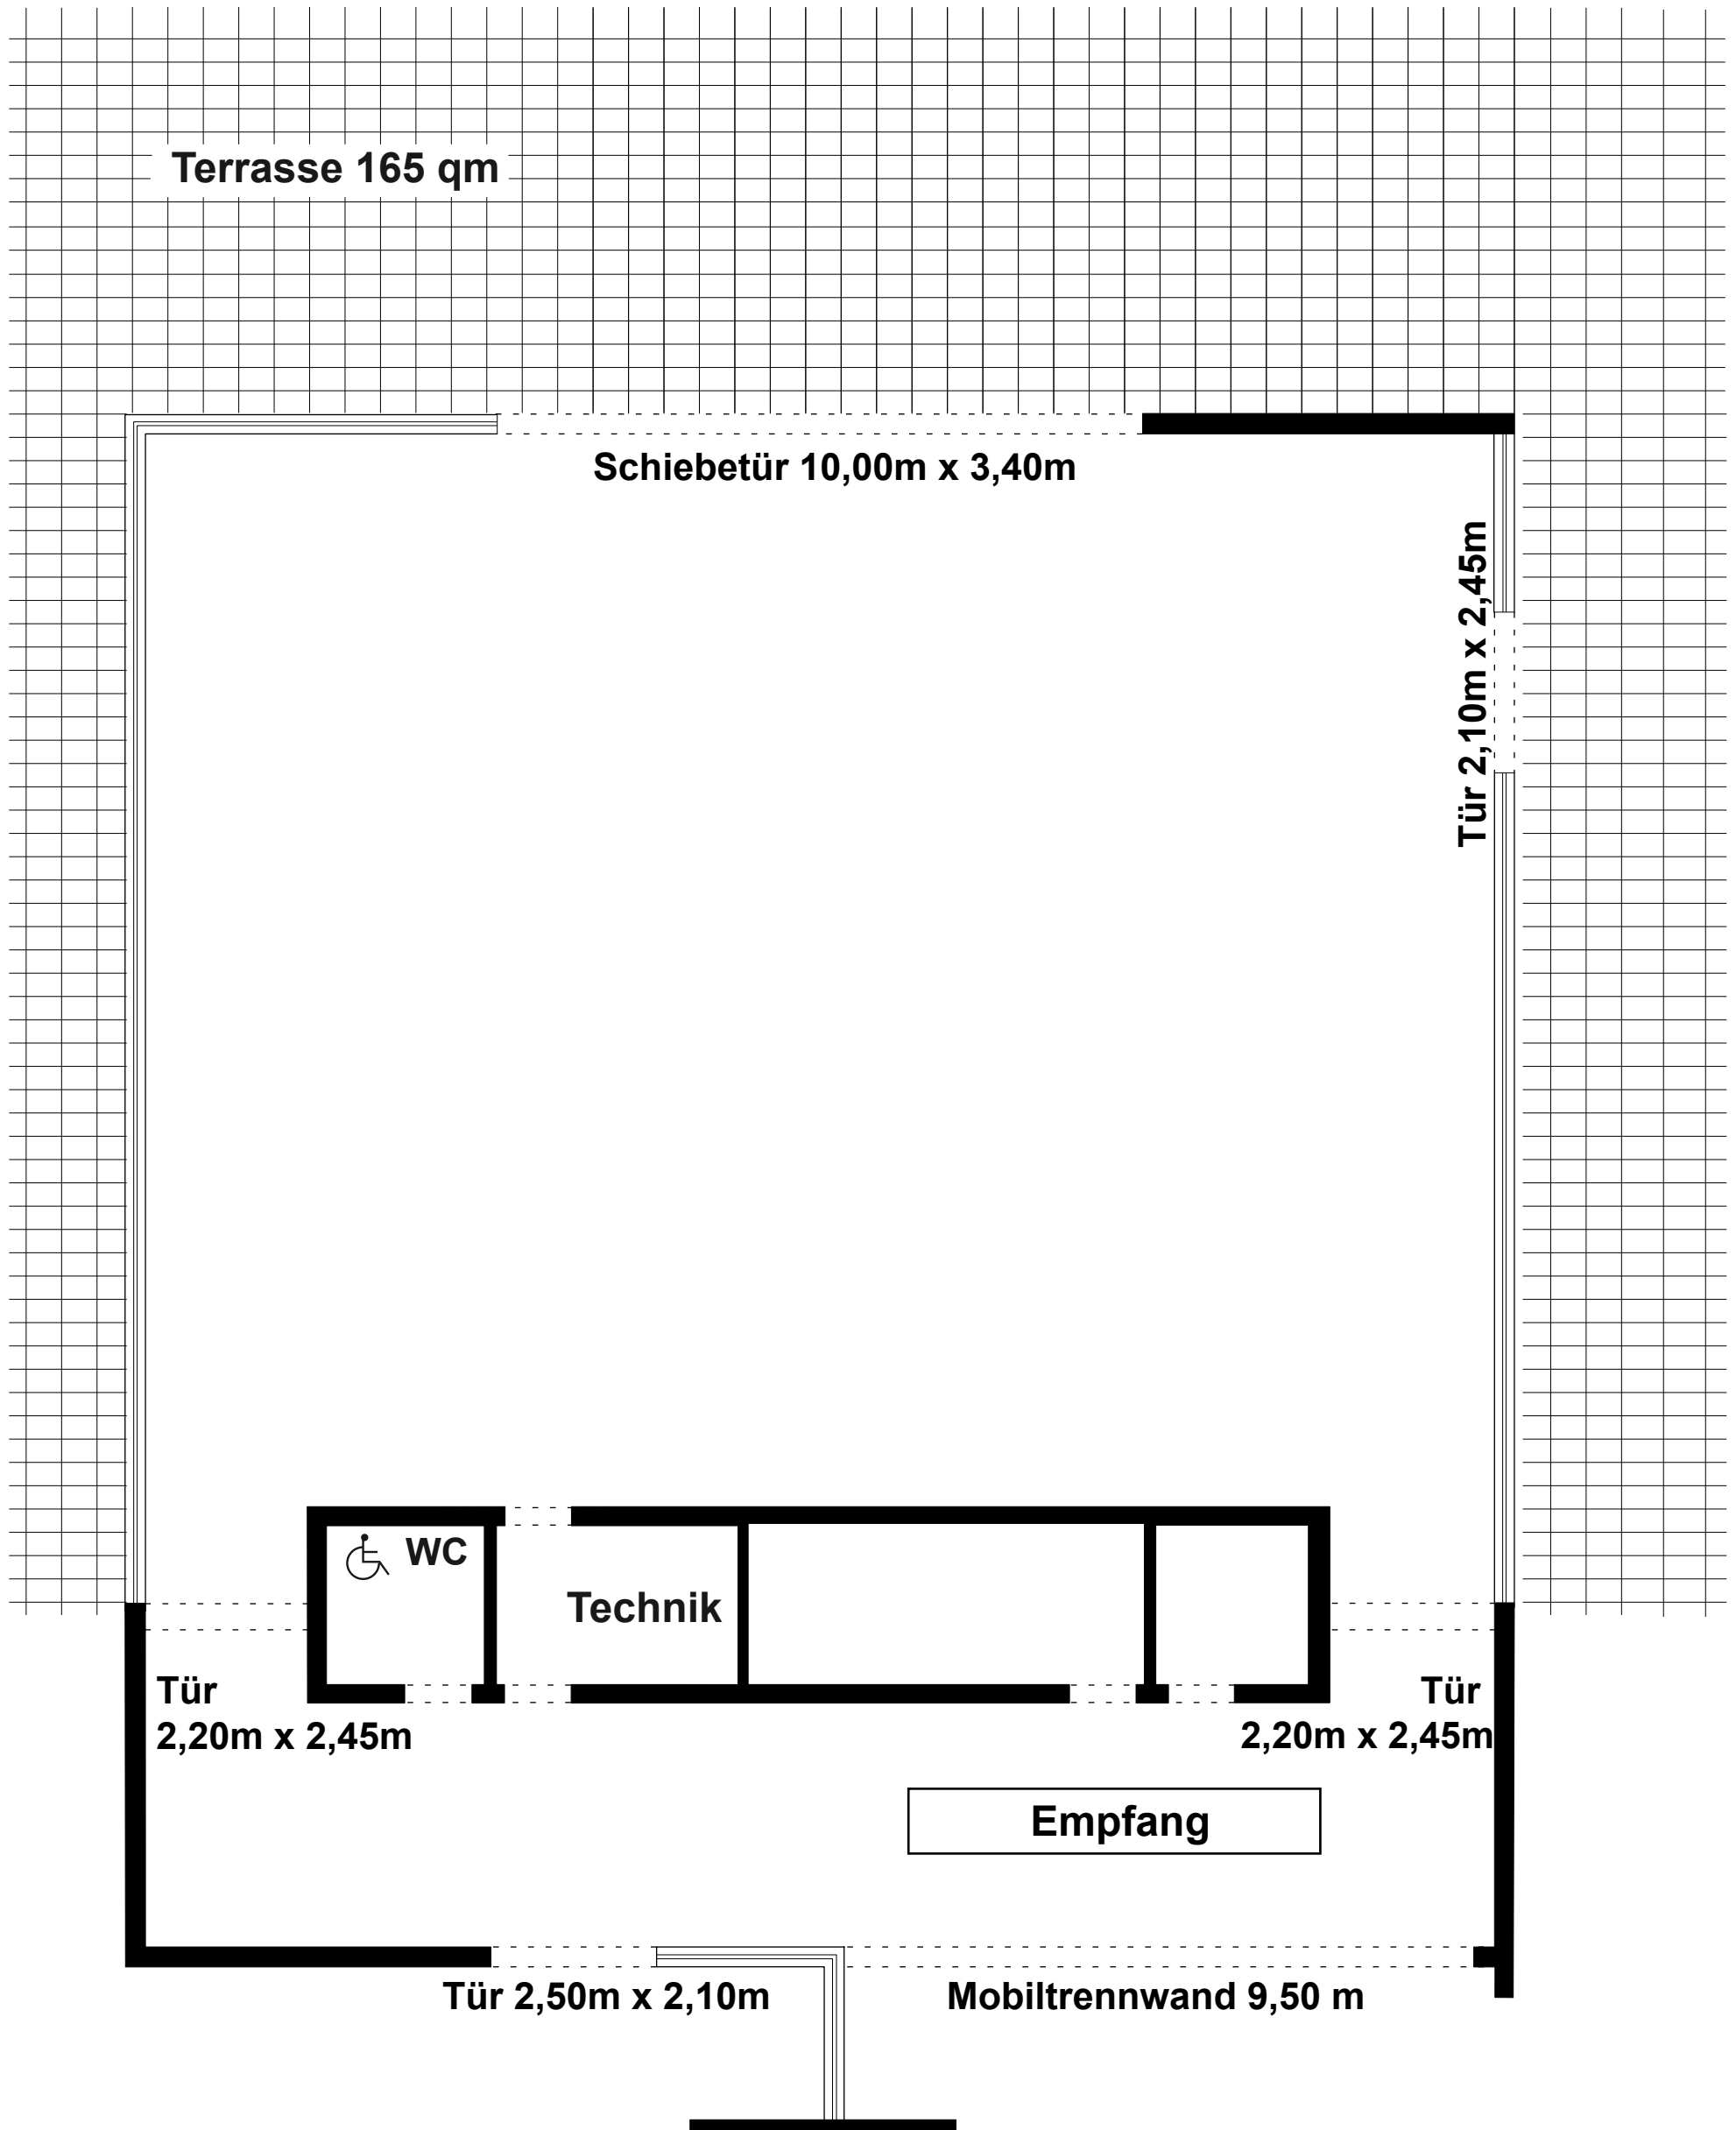 Terrasse 165 qm
Schiebetür 10,00m x 3,40m
Tür 2,10m x 2,45m
WC
Technik
Tür
2,20m x 2,45m
Tür
2,20m x 2,45m
Empfang
Tür 2,50m x 2,10m
Mobiltrennwand 9,50 m